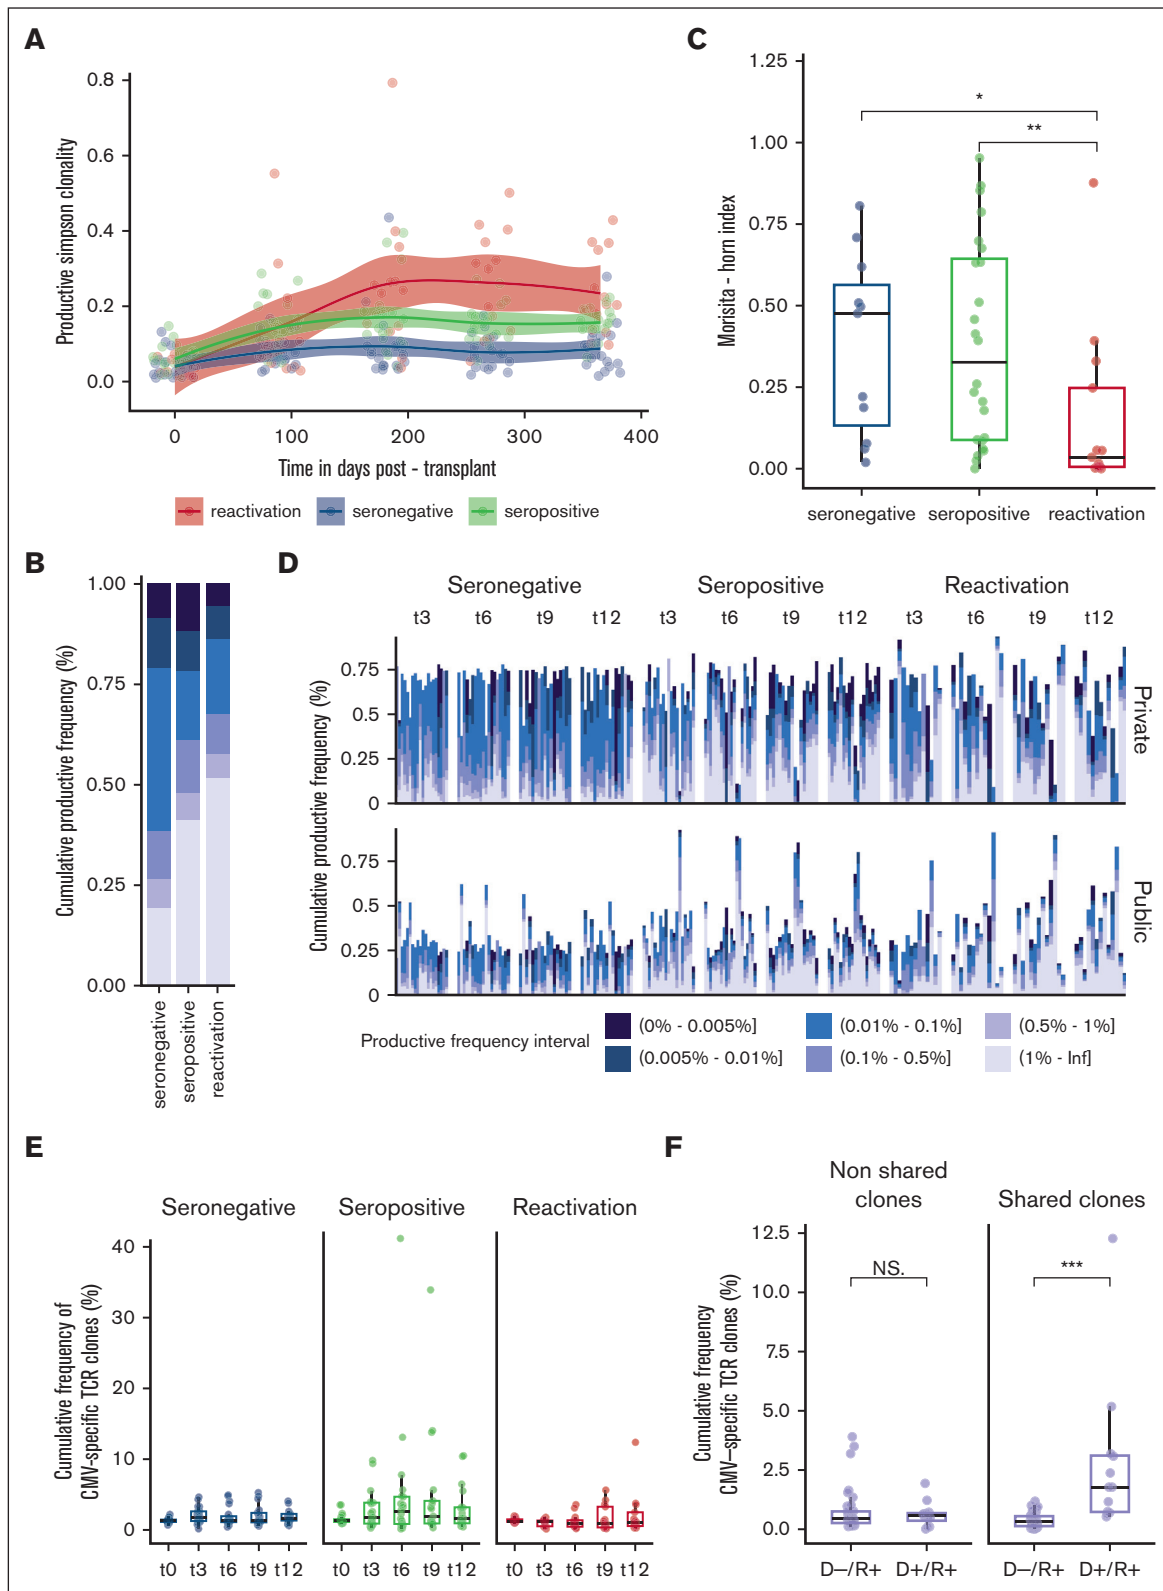 A
Productive simpson clonality
0.8
0.6
0.4
0.2
0.0
0 100 200 300 400
Time in days post - transplant
reactivation seronegative seropositive
C
Morisita - horn index
1.25
1.00
0.75
0.50
0.25
0.00
*
**
seronegative seropositive reactivation
B
Cumulative productive frequency (%)
1.00
0.75
0.50
0.25
0.00
seronegative
seropositive
reactivation
D
Seronegative Seropositive Reactivation
t3 t6 t9 t12 t3 t6 t9 t12 t3 t6 t9 t12
Cumulative productive frequency (%)
0.75
0.5
0.25
0
Private
0.75
0.5
0.25
0
Public
Productive frequency interval
(0% - 0.005%] (0.01% - 0.1%] (0.5% - 1%]
(0.005% - 0.01%] (0.1% - 0.5%] (1% - Inf]
E
Seronegative Seropositive Reactivation
Cumulative frequency of
CMV-specific TCR clones (%)
40
30
20
10
0
t0 t3 t6 t9 t12 t0 t3 t6 t9 t12 t0 t3 t6 t9 t12
F
Non shared
clones
Shared clones
Cumulative frequency
CMV–specific TCR clones (%)
12.5
10.0
7.5
5.0
2.5
0.0
NS.
***
D–/R+ D+/R+ D–/R+ D+/R+